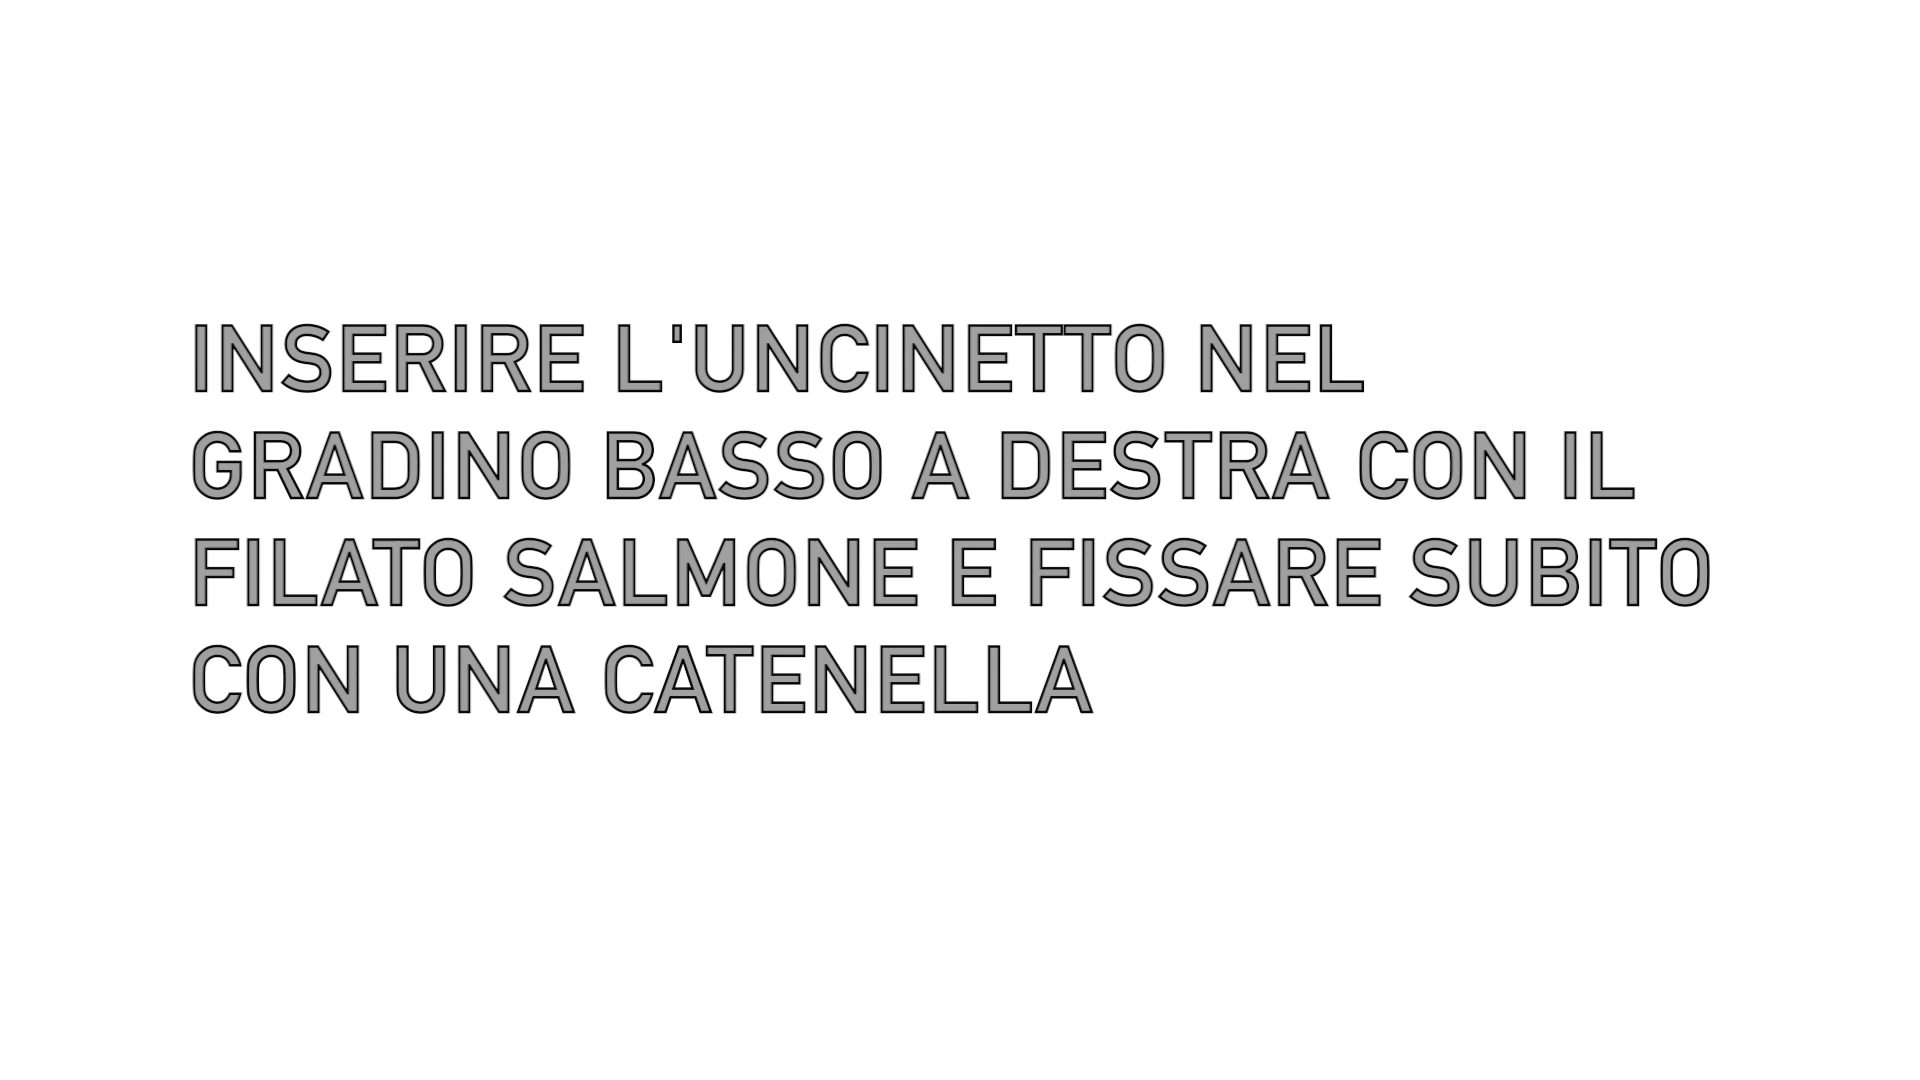 INSERIRE L'UNCINETTO NEL
GRADINO BASSO A DESTRA CON IL
FILATO SALMONE E FISSARE SUBITO
CON UNA CATENELLA